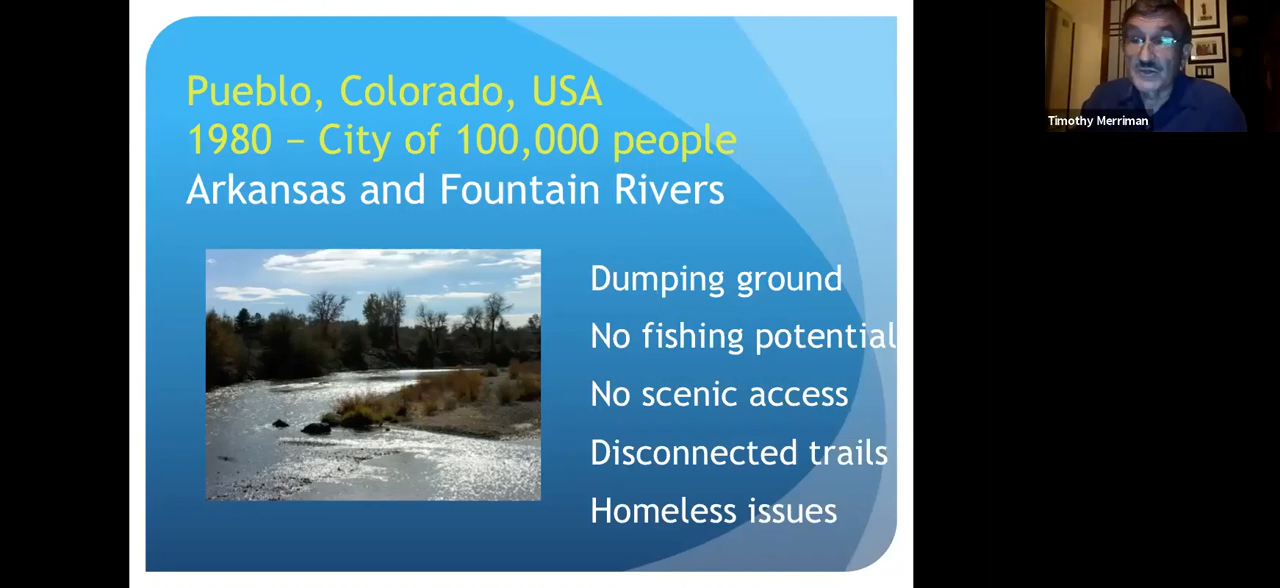 Pueblo, Colorado, USA
1980 – City of 100,000 people
Arkansas and Fountain Rivers
Dumping ground
No fishing potential
No scenic access
Disconnected trails
Homeless issues
Timothy Merriman